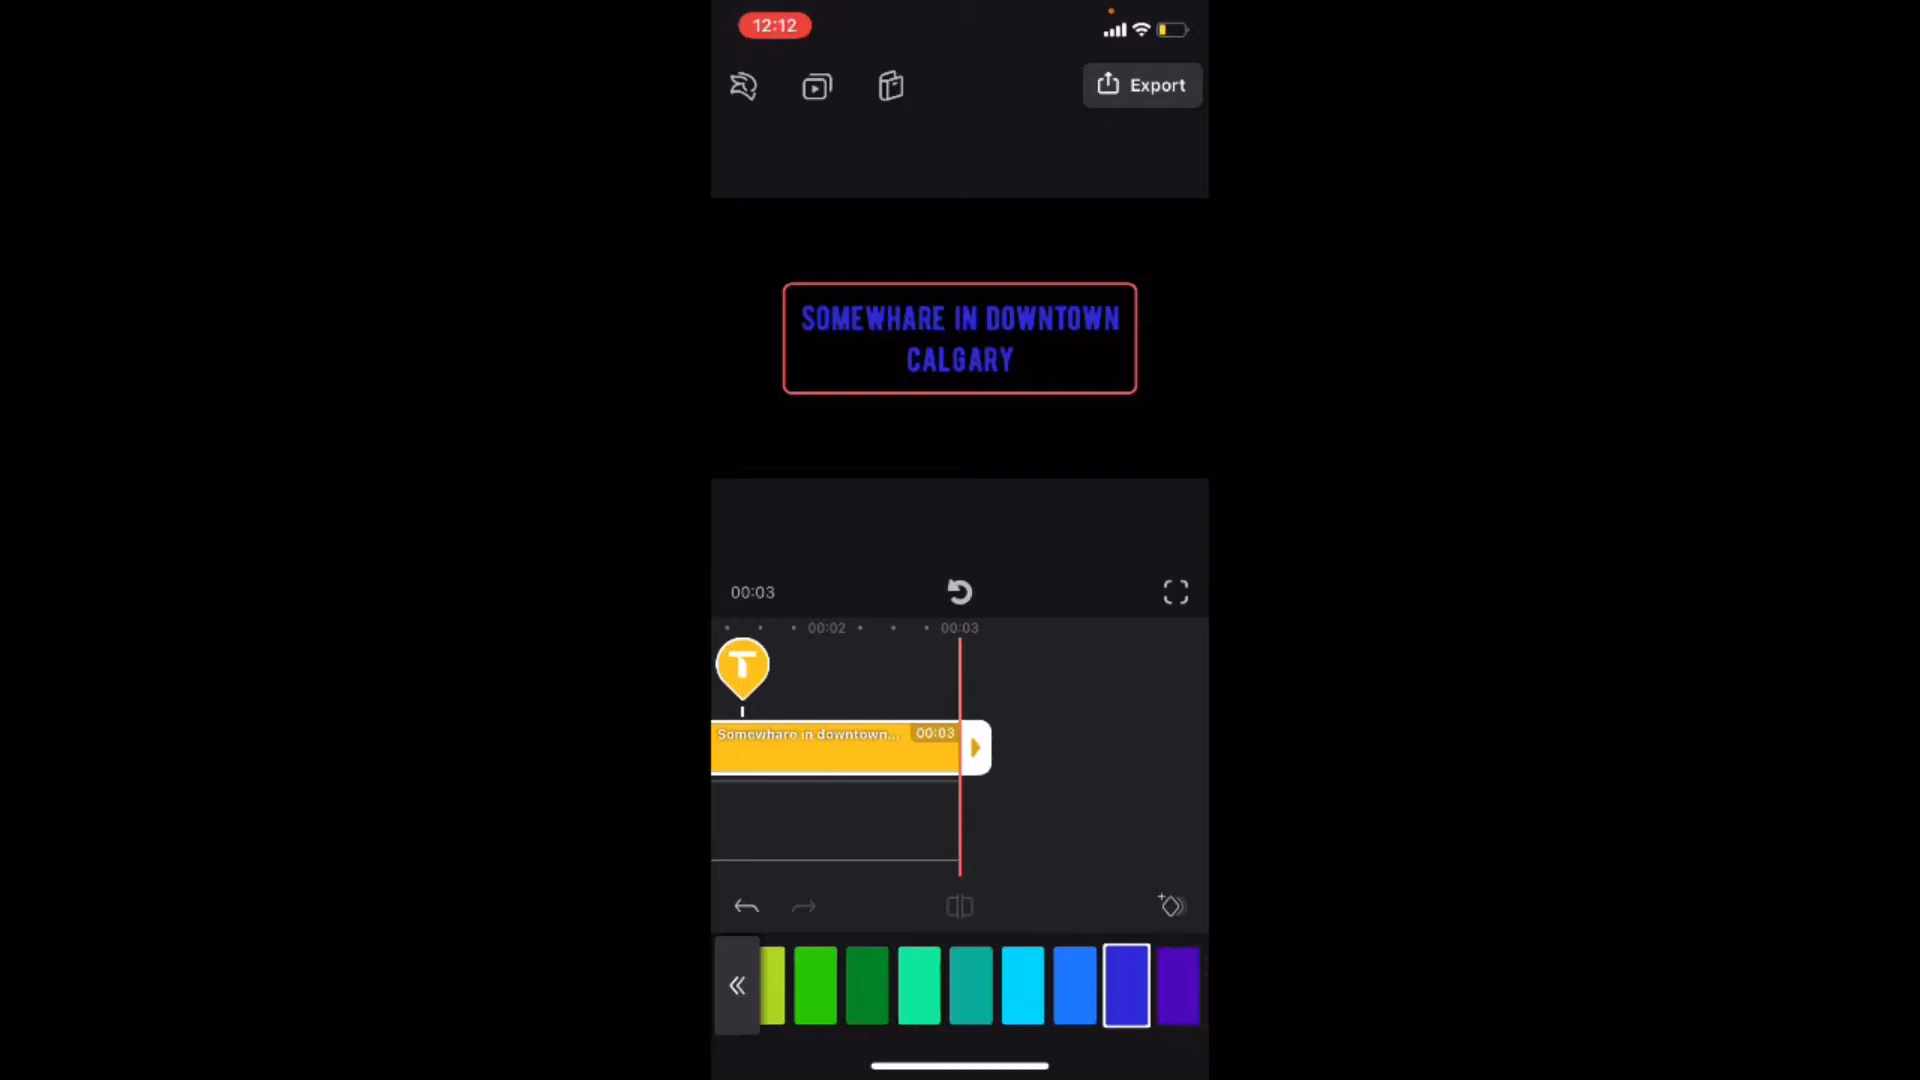 12:12
Export
SOMEWHARE IN DOWNTOWN
CALGARY
00:03
00:02
00:03
T
Somewhare in downtown...
00:03